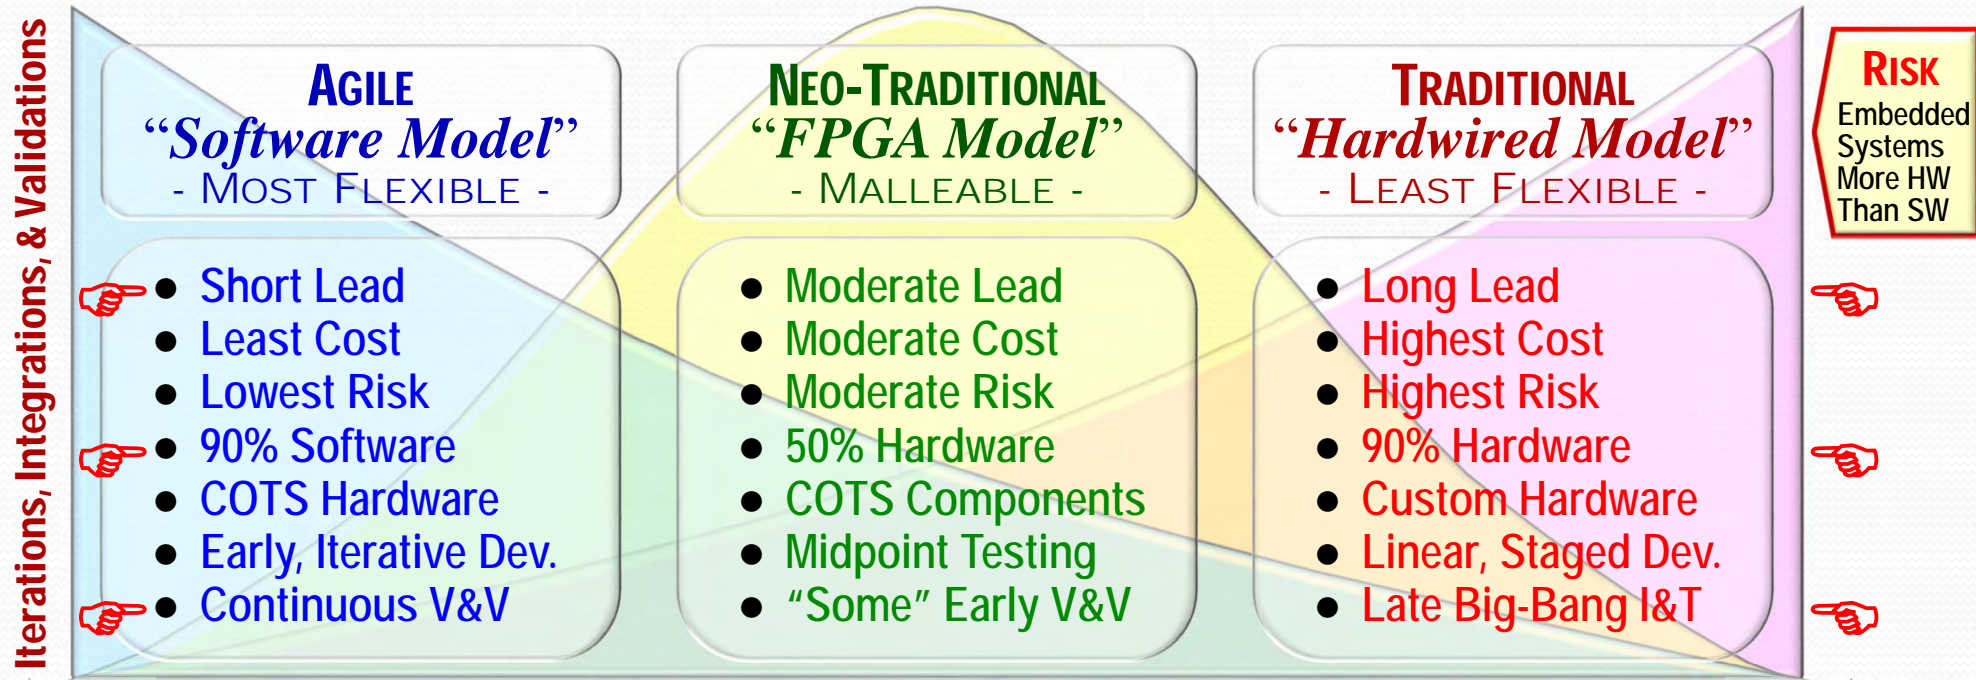 Iterations, Integrations, & Validations
AGILE
“Software Model”
- MOST FLEXIBLE -
● Short Lead
● Least Cost
● Lowest Risk
● 90% Software
● COTS Hardware
● Early, Iterative Dev.
● Continuous V&V
NEO-TRADITIONAL
“FPGA Model”
- MALLEABLE -
● Moderate Lead
● Moderate Cost
● Moderate Risk
● 50% Hardware
● COTS Components
● Midpoint Testing
● “Some” Early V&V
TRADITIONAL
“Hardwired Model”
- LEAST FLEXIBLE -
● Long Lead
● Highest Cost
● Highest Risk
● 90% Hardware
● Custom Hardware
● Linear, Staged Dev.
● Late Big-Bang I&T
RISK
Embedded
Systems
More HW
Than SW